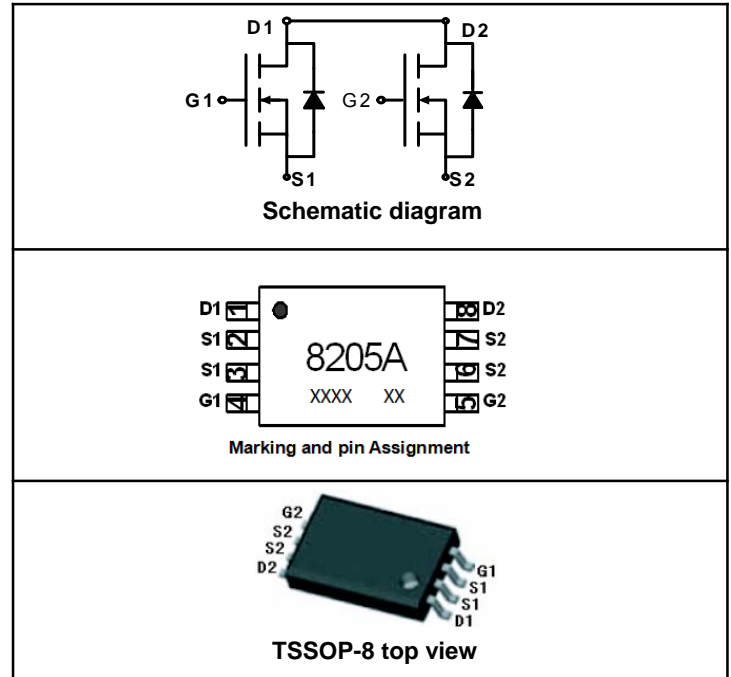 D1 D2
G1 G2
S1 S2
Schematic diagram
D1 1 8 D2
S1 2 7 S2
S1 3 6 S2
G1 4 5 G2
8205A
XXXX XX
Marking and pin Assignment
G2
S2
S2
D2
G1
S1
S1
D1
TSSOP-8 top view